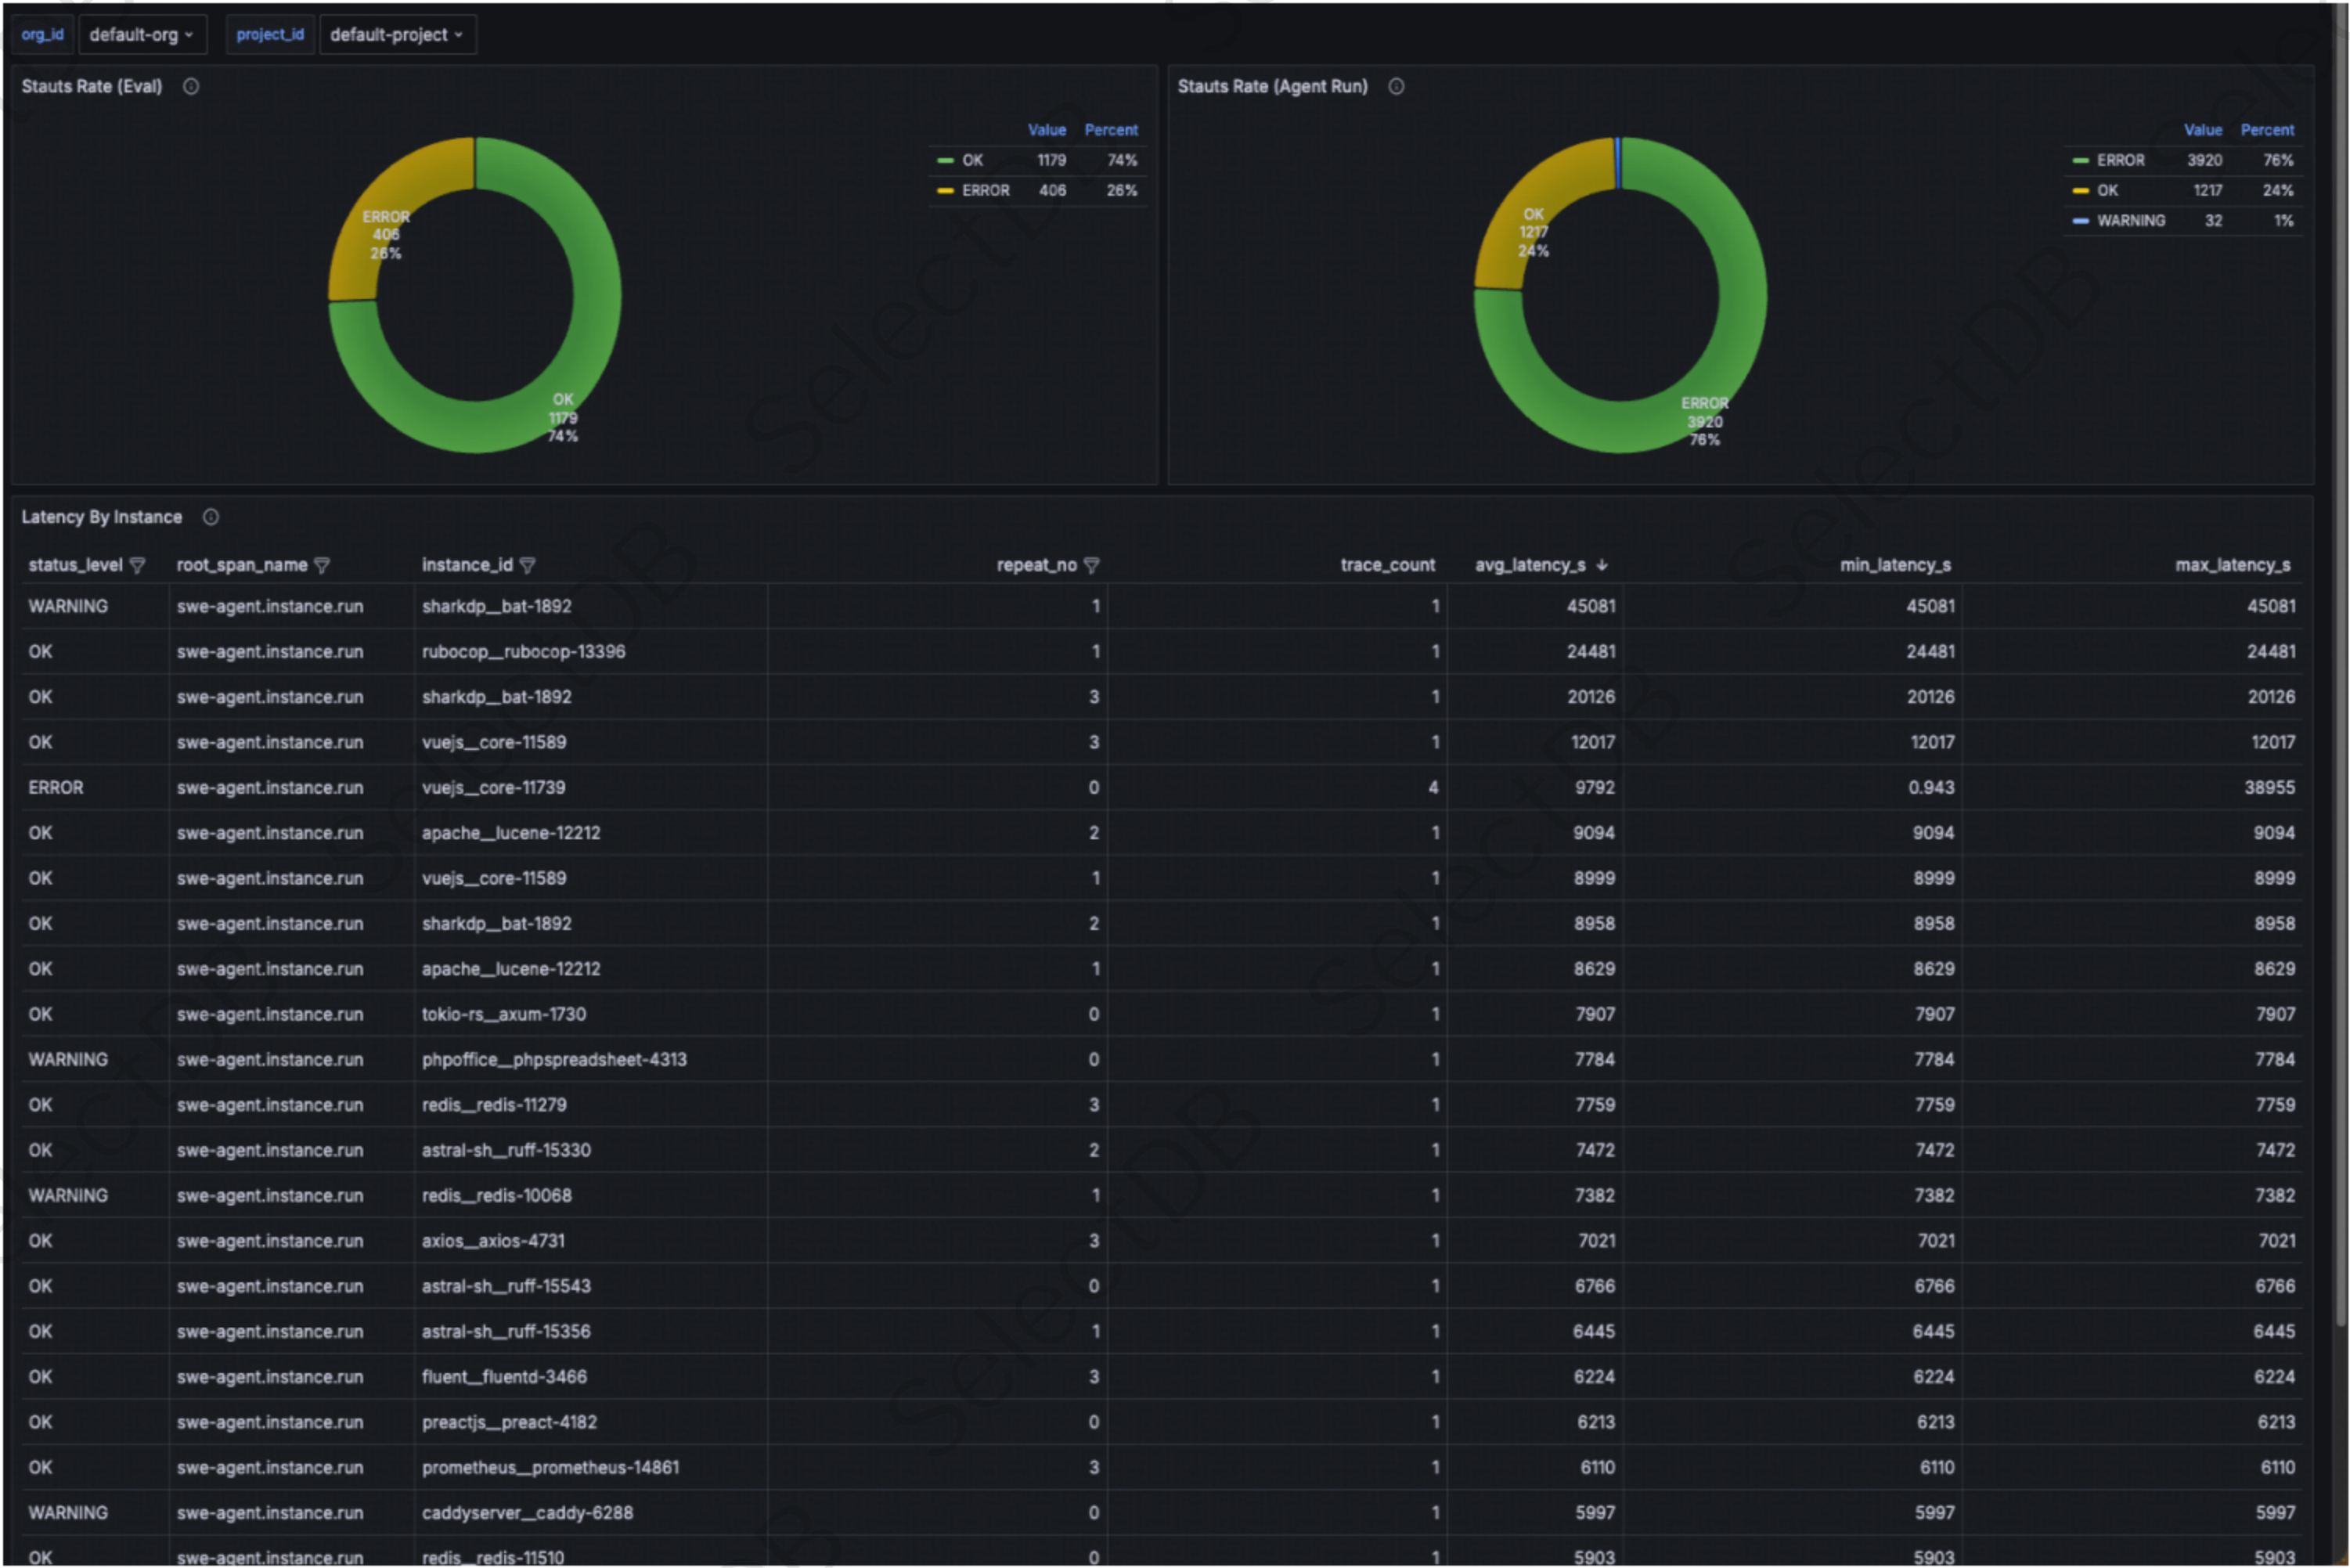 org_id default-org project_id default-project
Stauts Rate (Eval)
Value Percent
OK 1179 74%
ERROR 406 26%
ERROR
406
26%
OK
1179
74%
Stauts Rate (Agent Run)
Value Percent
ERROR 3920 76%
OK 1217 24%
WARNING 32 1%
OK
1217
24%
ERROR
3920
76%
Latency By Instance
status_level root_span_name instance_id repeat_no trace_count avg_latency_s min_latency_s max_latency_s
WARNING swe-agent.instance.run sharkdp__bat-1892 1 1 45081 45081 45081
OK swe-agent.instance.run rubocop__rubocop-13396 1 1 24481 24481 24481
OK swe-agent.instance.run sharkdp__bat-1892 3 1 20126 20126 20126
OK swe-agent.instance.run vuejs__core-11589 3 1 12017 12017 12017
ERROR swe-agent.instance.run vuejs__core-11739 0 4 9792 0.943 38955
OK swe-agent.instance.run apache__lucene-12212 2 1 9094 9094 9094
OK swe-agent.instance.run vuejs__core-11589 1 1 8999 8999 8999
OK swe-agent.instance.run sharkdp__bat-1892 2 1 8958 8958 8958
OK swe-agent.instance.run apache__lucene-12212 1 1 8629 8629 8629
OK swe-agent.instance.run tokio-rs__axum-1730 0 1 7907 7907 7907
WARNING swe-agent.instance.run phpoffice__phpspreadsheet-4313 0 1 7784 7784 7784
OK swe-agent.instance.run redis__redis-11279 3 1 7759 7759 7759
OK swe-agent.instance.run astral-sh__ruff-15330 2 1 7472 7472 7472
WARNING swe-agent.instance.run redis__redis-10068 1 1 7382 7382 7382
OK swe-agent.instance.run axios__axios-4731 3 1 7021 7021 7021
OK swe-agent.instance.run astral-sh__ruff-15543 0 1 6766 6766 6766
OK swe-agent.instance.run astral-sh__ruff-15356 1 1 6445 6445 6445
OK swe-agent.instance.run fluent__fluentd-3466 3 1 6224 6224 6224
OK swe-agent.instance.run preactjs__preact-4182 0 1 6213 6213 6213
OK swe-agent.instance.run prometheus__prometheus-14861 3 1 6110 6110 6110
WARNING swe-agent.instance.run caddyserver__caddy-6288 0 1 5997 5997 5997
OK swe-agent.instance.run redis__redis-11510 0 1 5903 5903 5903
SelectDB
SelectDB
SelectDB
SelectDB
SelectDB